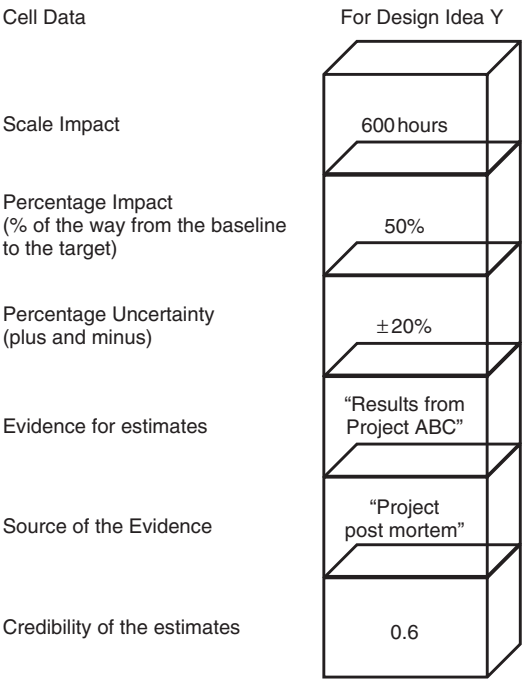 Cell Data
For Design Idea Y
Scale Impact
600 hours
Percentage Impact
(% of the way from the baseline
to the target)
50%
Percentage Uncertainty
(plus and minus)
±20%
Evidence for estimates
“Results from
Project ABC”
Source of the Evidence
“Project
post mortem”
Credibility of the estimates
0.6